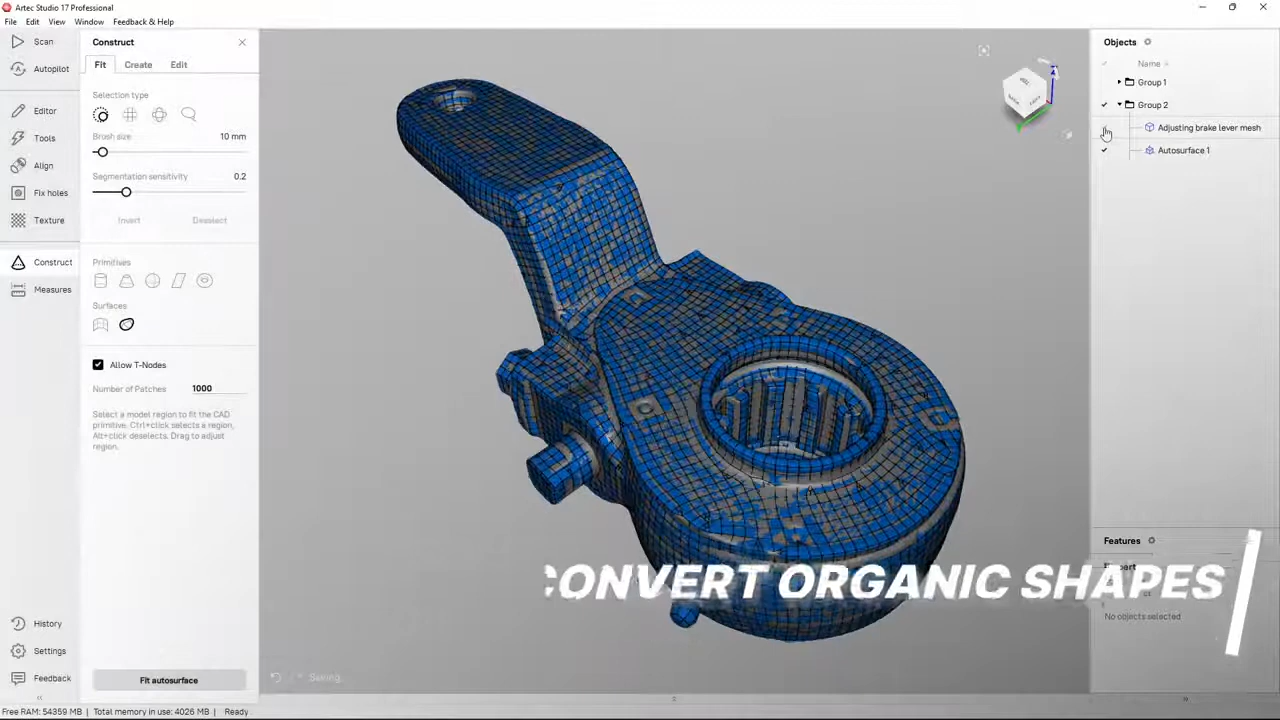 Artec Studio 17 Professional
File Edit View Window Feedback & Help
Scan
Autopilot
Editor
Tools
Align
Fix holes
Texture
Construct
Measures
History
Settings
Feedback
Construct
Fit Create Edit
Selection type
Brush size 10 mm
Segmentation sensitivity 0.2
Invert Deselect
Primitives
Surfaces
Allow T-Nodes
Number of Patches 1000
Select a model region to fit the CAD
primitive. Ctrl+click selects a region,
Alt+click deselects. Drag to adjust
region.
Fit autosurface
Saving
BACK
Objects
Name
Group 1
Group 2
Adjusting brake lever mesh
Autosurface 1
Features
No objects selected
CONVERT ORGANIC SHAPES
Free RAM: 54359 MB | Total memory in use: 4026 MB | Ready